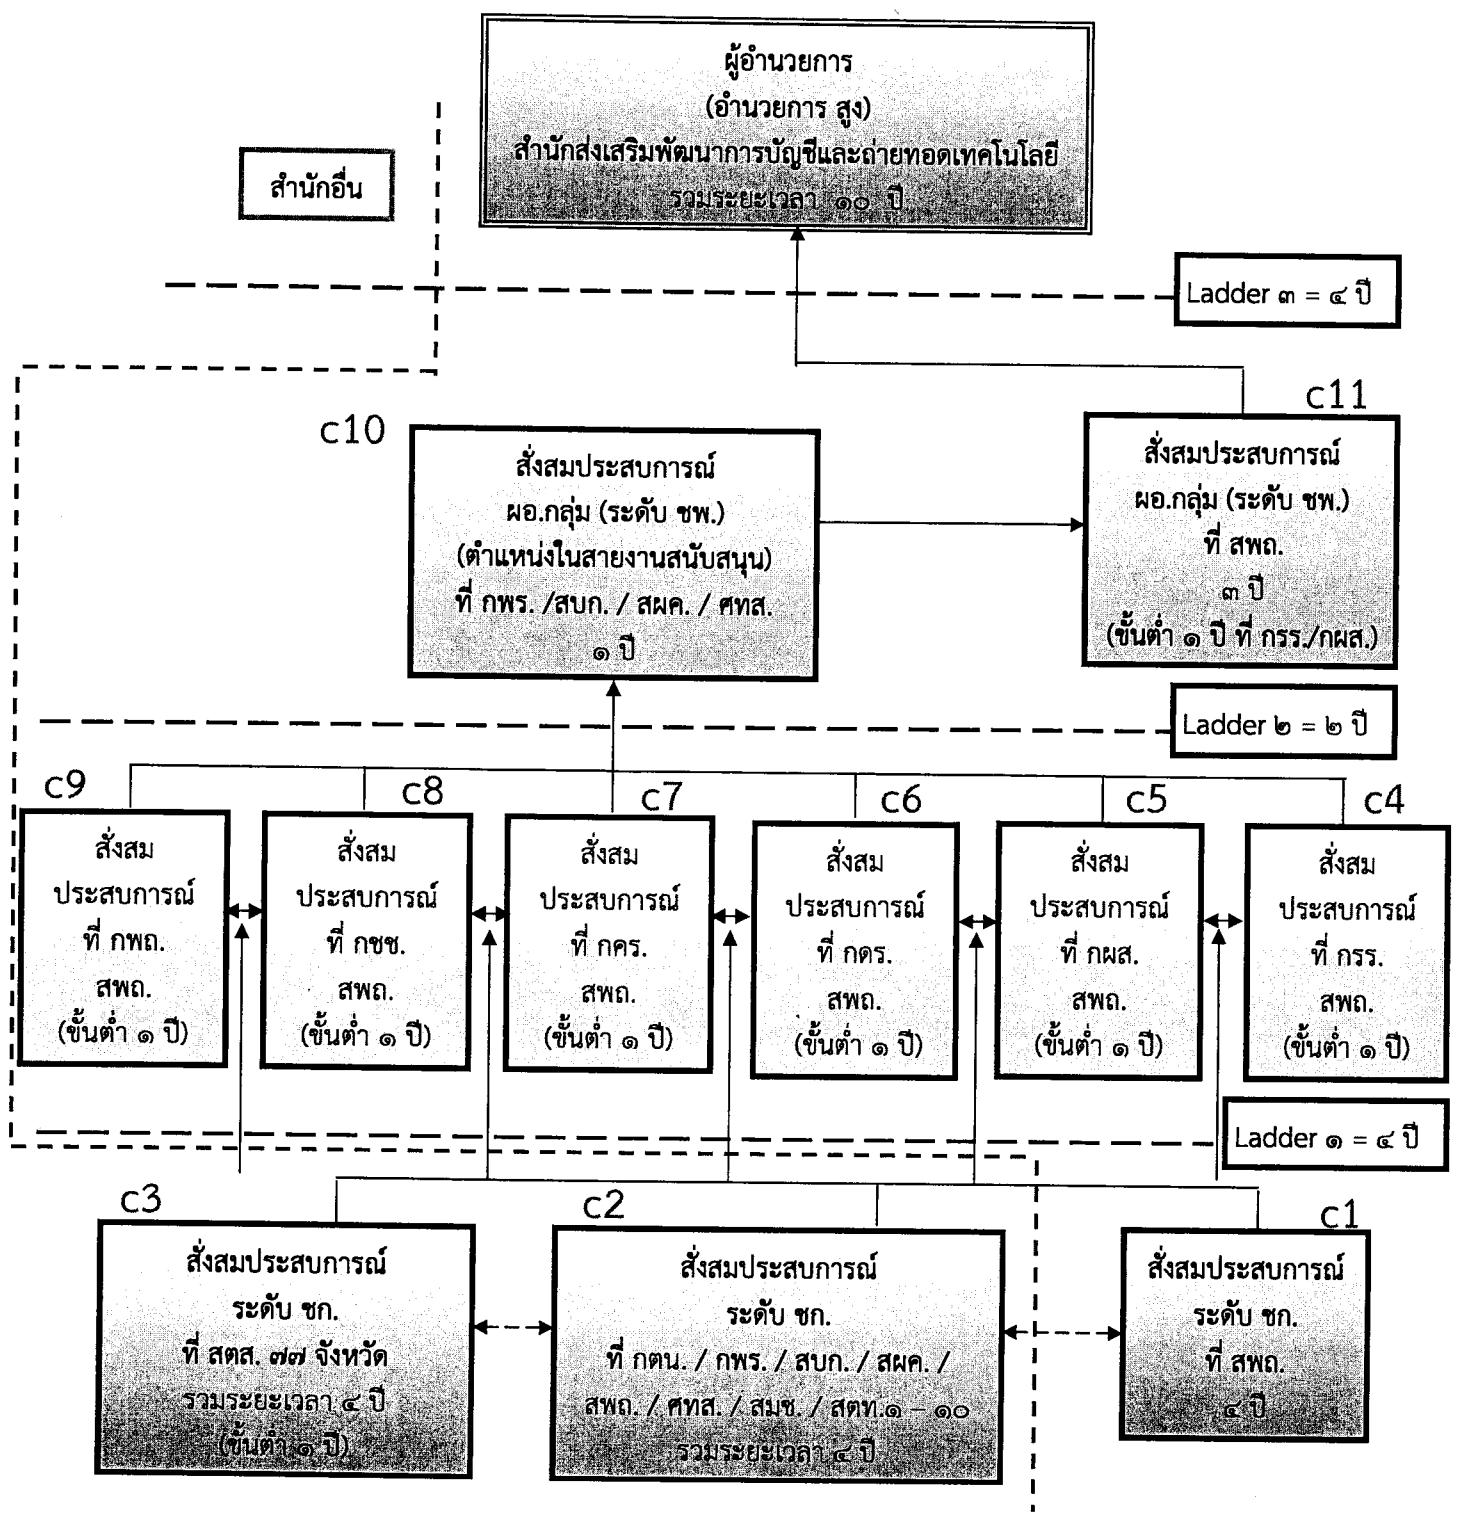 ผู้อำนวยการ
(อำนวยการ สูง)
สำนักส่งเสริมพัฒนาการบัญชีและถ่ายทอดเทคโนโลยี
รวมระยะเวลา ๑๐ ปี
สำนักอื่น
Ladder ๓ = ๔ ปี
c11
c10
สั่งสมประสบการณ์
ผอ.กลุ่ม (ระดับ ชพ.)
(ตำแหน่งในสายงานสนับสนุน)
ที่ กพร. /สบก. / สผค. / ศทส.
๑ ปี
สั่งสมประสบการณ์
ผอ.กลุ่ม (ระดับ ชพ.)
ที่ สพถ.
๓ ปี
(ขั้นต่ำ ๑ ปี ที่ กรร./กผส.)
Ladder ๒ = ๒ ปี
c9
สั่งสม
ประสบการณ์
ที่ กพถ.
สพถ.
(ขั้นต่ำ ๑ ปี)
c8
สั่งสม
ประสบการณ์
ที่ กชช.
สพถ.
(ขั้นต่ำ ๑ ปี)
c7
สั่งสม
ประสบการณ์
ที่ กคร.
สพถ.
(ขั้นต่ำ ๑ ปี)
c6
สั่งสม
ประสบการณ์
ที่ กดร.
สพถ.
(ขั้นต่ำ ๑ ปี)
c5
สั่งสม
ประสบการณ์
ที่ กผส.
สพถ.
(ขั้นต่ำ ๑ ปี)
c4
สั่งสม
ประสบการณ์
ที่ กรร.
สพถ.
(ขั้นต่ำ ๑ ปี)
Ladder ๑ = ๔ ปี
c3
สั่งสมประสบการณ์
ระดับ ชก.
ที่ สตส. ๗๗ จังหวัด
รวมระยะเวลา ๔ ปี
(ขั้นต่ำ ๑ ปี)
c2
สั่งสมประสบการณ์
ระดับ ชก.
ที่ กตน. / กพร. / สบก. / สผค. /
สพถ. / ศทส. / สมช. / สตท.๑ – ๑๐
รวมระยะเวลา ๔ ปี
c1
สั่งสมประสบการณ์
ระดับ ชก.
ที่ สพถ.
๔ ปี